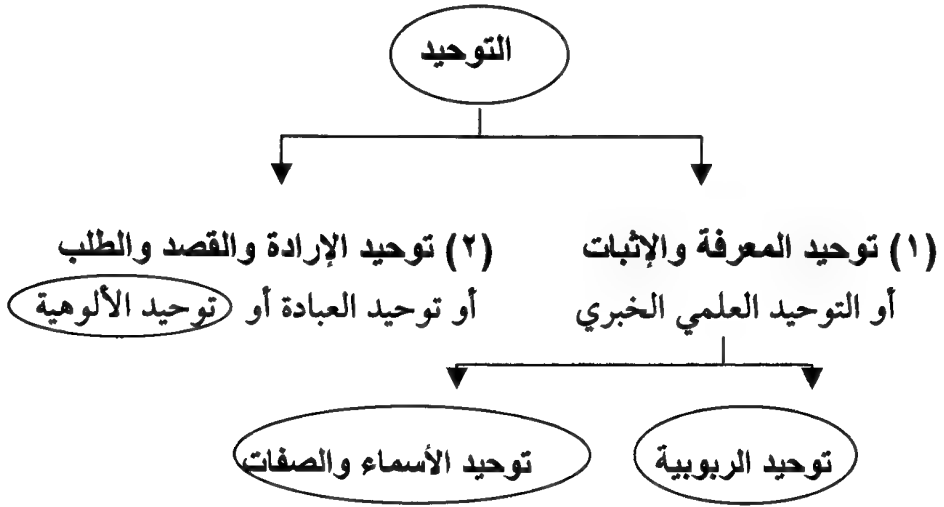 التوحيد
(١) توحيد المعرفة والإثبات
أو التوحيد العلمي الخبري
(٢) توحيد الإرادة والقصد والطلب
أو توحيد العبادة أو توحيد الألوهية
توحيد الربوبية
توحيد الأسماء والصفات